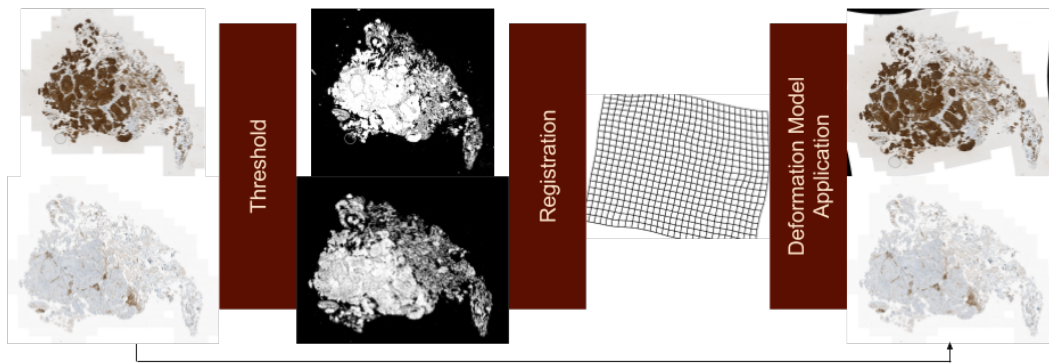 Threshold
Registration
Deformation Model
Application